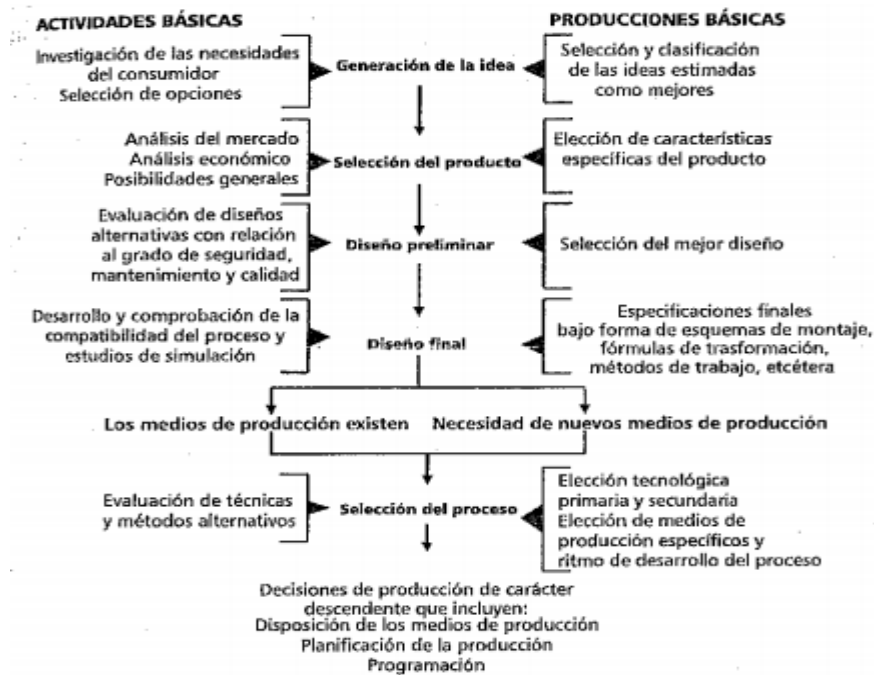 ACTIVIDADES BÁSICAS
PRODUCCIONES BÁSICAS
Investigación de las necesidades
del consumidor
Selección de opciones
Generación de la idea
Selección y clasificación
de las ideas estimadas
como mejores
Análisis del mercado
Análisis económico
Posibilidades generales
Selección del producto
Elección de características
específicas del producto
Evaluación de diseños
alternativas con relación
al grado de seguridad,
mantenimiento y calidad
Diseño preliminar
Selección del mejor diseño
Desarrollo y comprobación de la
compatibilidad del proceso y
estudios de simulación
Diseño final
Especificaciones finales
bajo forma de esquemas de montaje,
fórmulas de trasformación,
métodos de trabajo, etcétera
Los medios de producción existen
Necesidad de nuevos medios de producción
Evaluación de técnicas
y métodos alternativos
Selección del proceso
Elección tecnológica
primaria y secundaria
Elección de medios de
producción específicos y
ritmo de desarrollo del proceso
Decisiones de producción de carácter
descendente que incluyen:
Disposición de los medios de producción
Planificación de la producción
Programación